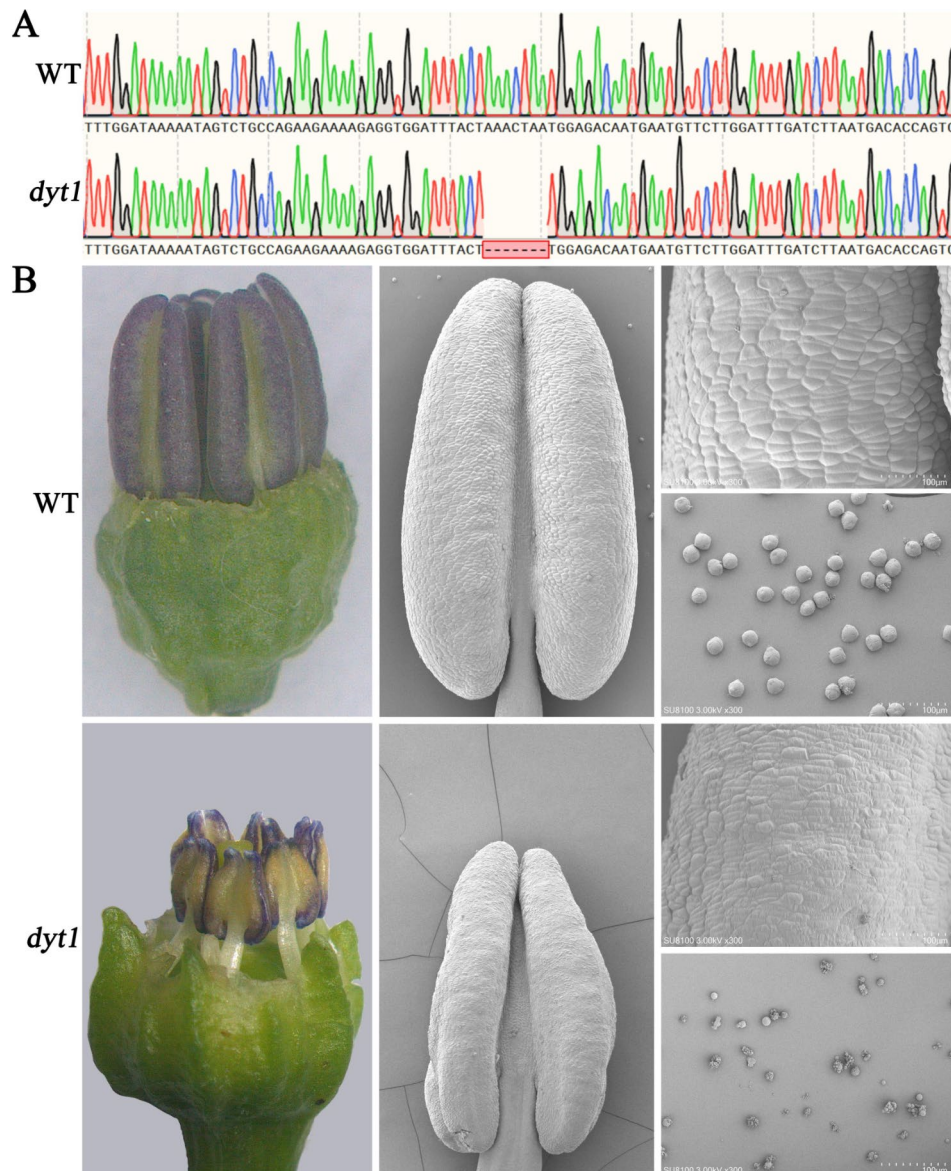 A
WT
TTTGGATAAAAATAGTCTGCCAGAAGAAAAGAGGTGGATTTACTAAACTAATGGAGACAATGAATGTTCTTGGATTTGATCTTAATGACACCAGTC
dyt1
TTTGGATAAAAATAGTCTGCCAGAAGAAAAGAGGTGGATTTACT-------TGGAGACAATGAATGTTCTTGGATTTGATCTTAATGACACCAGTC
B
WT
100µm
SU8100 3.00kV x300
100µm
SU8100 3.00kV x300
dyt1
100µm
SU8100 3.00kV x300
100µm
SU8100 3.00kV x300